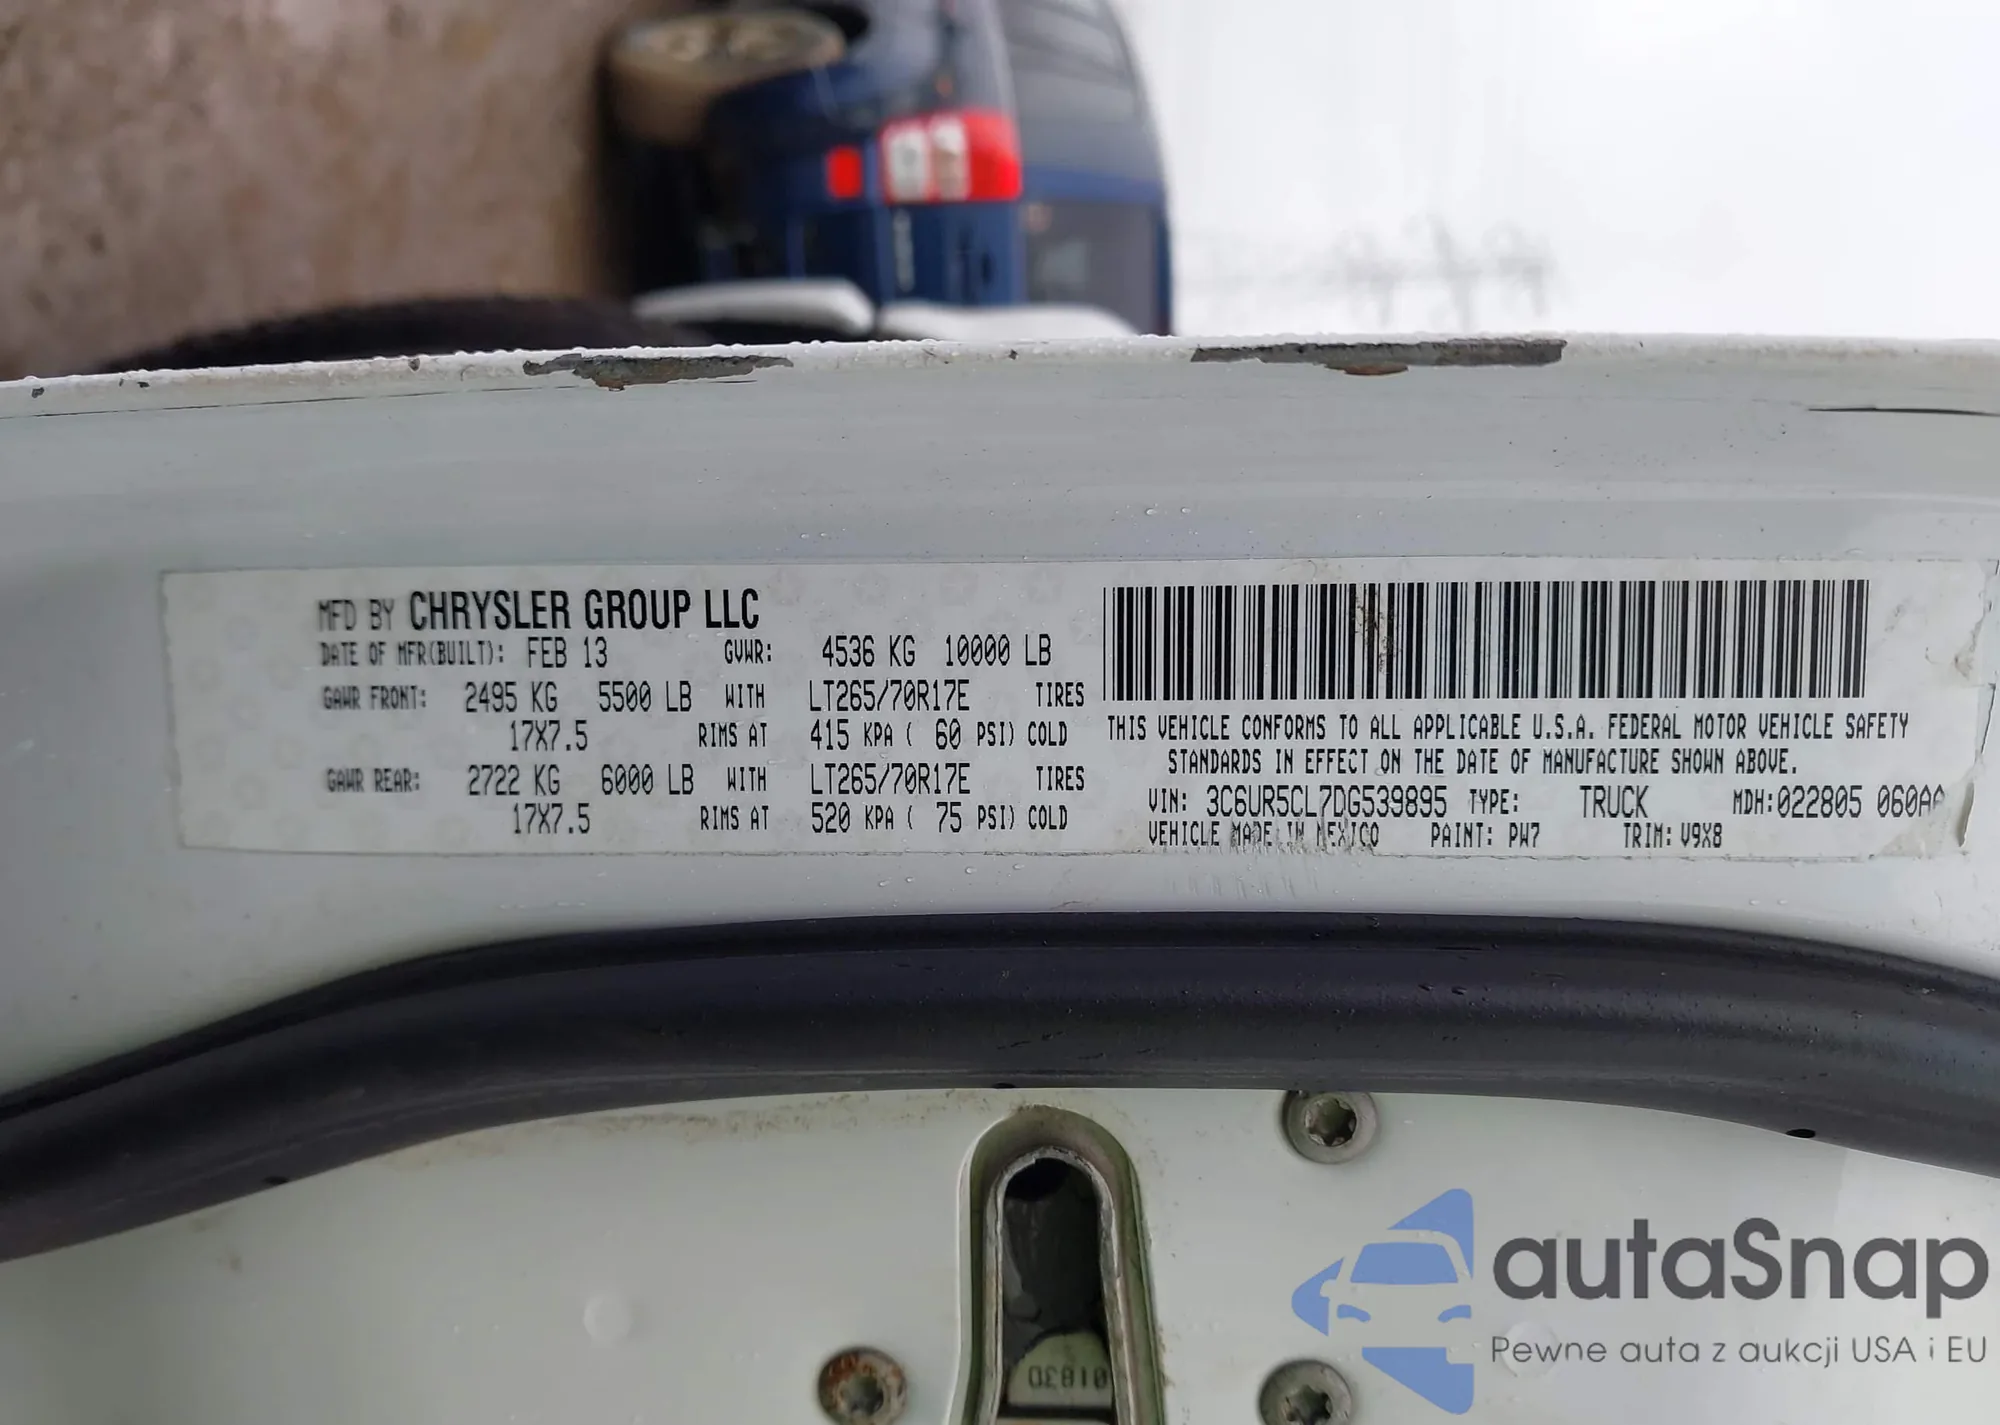 MFD BY CHRYSLER GROUP LLC
DATE OF MFR(BUILT): FEB 13 GVWR: 4536 KG 10000 LB
GAWR FRONT: 2495 KG 5500 LB WITH LT265/70R17E TIRES
17X7.5 RIMS AT 415 KPA ( 60 PSI) COLD
GAWR REAR: 2722 KG 6000 LB WITH LT265/70R17E TIRES
17X7.5 RIMS AT 520 KPA ( 75 PSI) COLD
THIS VEHICLE CONFORMS TO ALL APPLICABLE U.S.A. FEDERAL MOTOR VEHICLE SAFETY
STANDARDS IN EFFECT ON THE DATE OF MANUFACTURE SHOWN ABOVE.
VIN: 3C6UR5CL7DG539895 TYPE: TRUCK MDH:022805 060AA
VEHICLE MADE IN MEXICO PAINT: PW7 TRIM: V9X8
autaSnap
Pewne auta z aukcji USA i EU